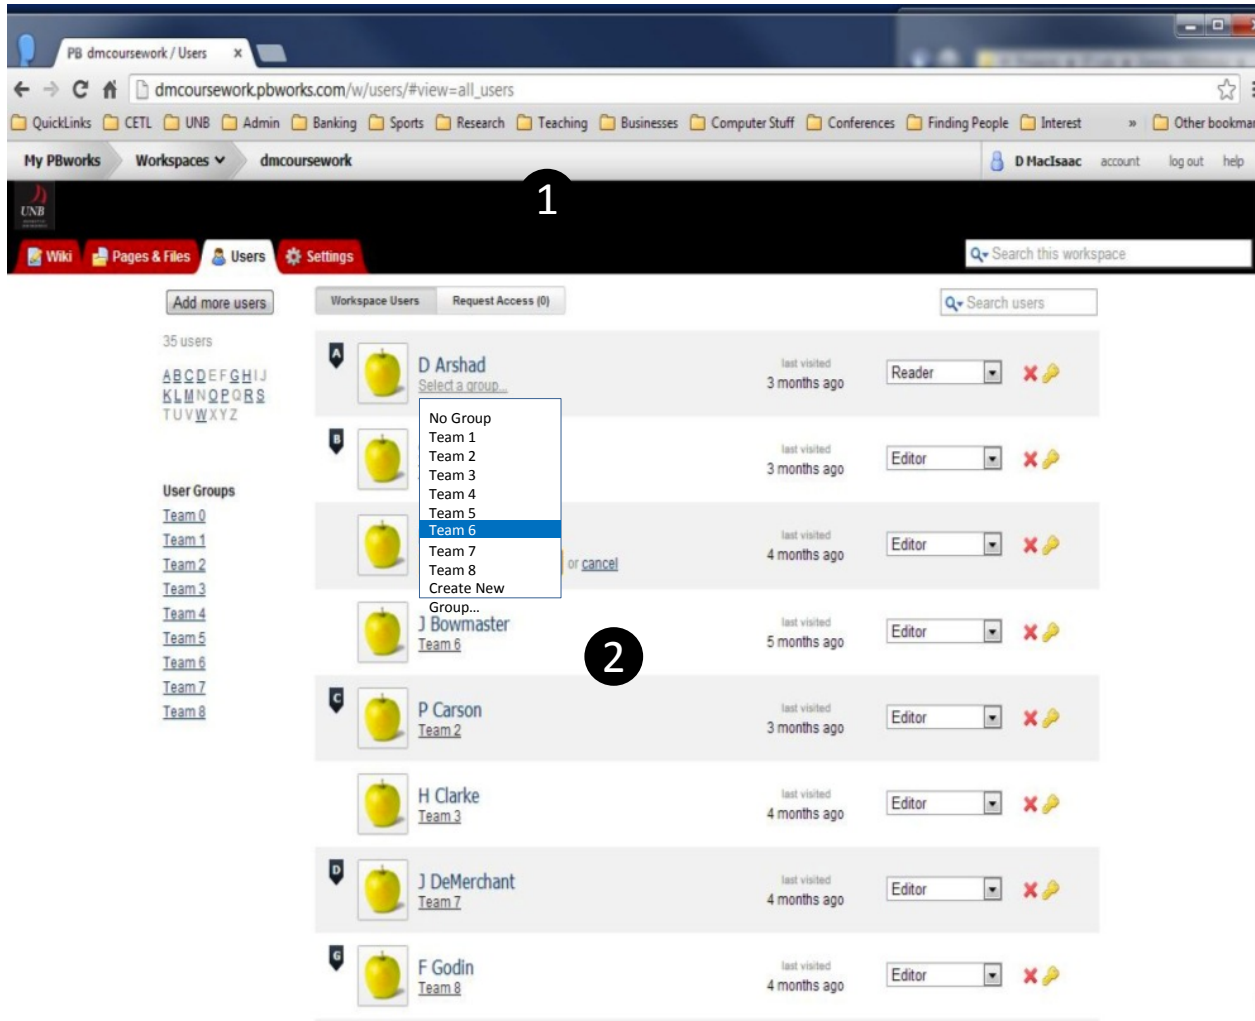 PB dmcoursework / Users x
dmcoursework.pbworks.com/w/users/#view=all_users
QuickLinks CETL UNB Admin Banking Sports Research Teaching Businesses Computer Stuff Conferences Finding People Interest » Other bookmar
My PBworks Workspaces dmcoursework D MacIsaac account log out help
1
UNB
Wiki Pages & Files Users Settings Search this workspace
Add more users Workspace Users Request Access (0) Search users
35 users
A B C D E F G H I J
K L M N O P Q R S
T U V W X Y Z
User Groups
Team 0
Team 1
Team 2
Team 3
Team 4
Team 5
Team 6
Team 7
Team 8
A
D Arshad
Select a group...
last visited
3 months ago
Reader
No Group
Team 1
Team 2
Team 3
Team 4
Team 5
Team 6
Team 7
Team 8
Create New
Group...
B
last visited
3 months ago
Editor
last visited
4 months ago
Editor
or cancel
J Bowmaster
Team 6
last visited
5 months ago
Editor
2
C
P Carson
Team 2
last visited
3 months ago
Editor
H Clarke
Team 3
last visited
4 months ago
Editor
D
J DeMerchant
Team 7
last visited
4 months ago
Editor
G
F Godin
Team 8
last visited
4 months ago
Editor